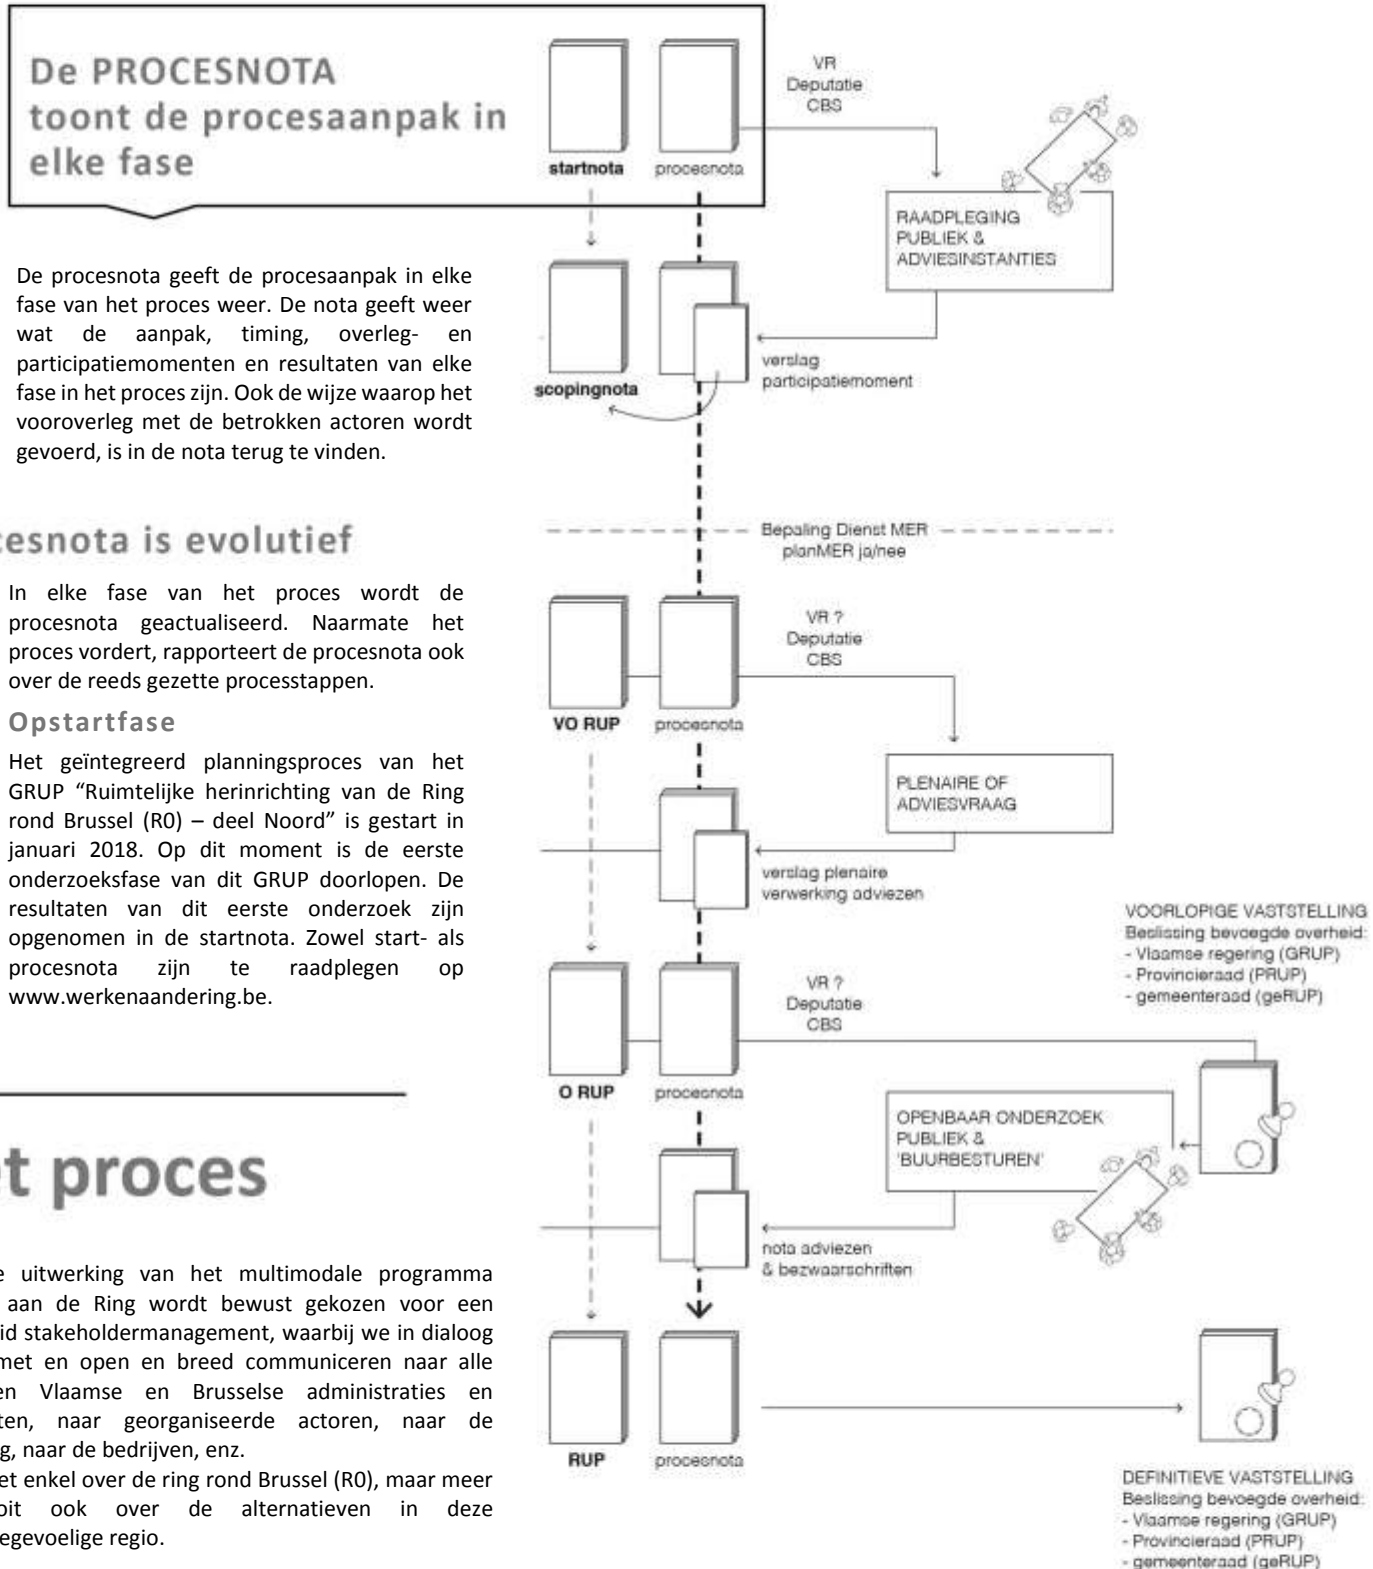 De PROCESNOTA
toont de procesaanpak in
elke fase
De procesnota geeft de procesaanpak in elke
fase van het proces weer. De nota geeft weer
wat de aanpak, timing, overleg- en
participatiemomenten en resultaten van elke
fase in het proces zijn. Ook de wijze waarop het
vooroverleg met de betrokken actoren wordt
gevoerd, is in de nota terug te vinden.
cesnota is evolutief
In elke fase van het proces wordt de
procesnota geactualiseerd. Naarmate het
proces vordert, rapporteert de procesnota ook
over de reeds gezette processtappen.
Opstartfase
Het geïntegreerd planningsproces van het
GRUP “Ruimtelijke herinrichting van de Ring
rond Brussel (R0) – deel Noord” is gestart in
januari 2018. Op dit moment is de eerste
onderzoeksfase van dit GRUP doorlopen. De
resultaten van dit eerste onderzoek zijn
opgenomen in de startnota. Zowel start- als
procesnota zijn te raadplegen op
www.werkenaandering.be.
t proces
e uitwerking van het multimodale programma
aan de Ring wordt bewust gekozen voor een
id stakeholdermanagement, waarbij we in dialoog
met en open en breed communiceren naar alle
en Vlaamse en Brusselse administraties en
ten, naar georganiseerde actoren, naar de
g, naar de bedrijven, enz.
et enkel over de ring rond Brussel (R0), maar meer
oit ook over de alternatieven in deze
egevoelige regio.
startnota
procesnota
VR
Deputatie
CBS
RAADPLEGING
PUBLIEK &
ADVIESINSTANTIES
scopingnota
verslag
participatiemoment
Bepaling Dienst MER
planMER ja/nee
VO RUP
procesnota
VR ?
Deputatie
CBS
PLENAIRE OF
ADVIESVRAAG
verslag plenaire
verwerking adviezen
VOORLOPIGE VASTSTELLING
Beslissing bevoegde overheid:
- Vlaamse regering (GRUP)
- Provincieraad (PRUP)
- gemeenteraad (geRUP)
O RUP
procesnota
VR ?
Deputatie
CBS
OPENBAAR ONDERZOEK
PUBLIEK &
'BUURBESTUREN'
nota adviezen
& bezwaarschriften
RUP
procesnota
DEFINITIEVE VASTSTELLING
Beslissing bevoegde overheid:
- Vlaamse regering (GRUP)
- Provincieraad (PRUP)
- gemeenteraad (geRUP)